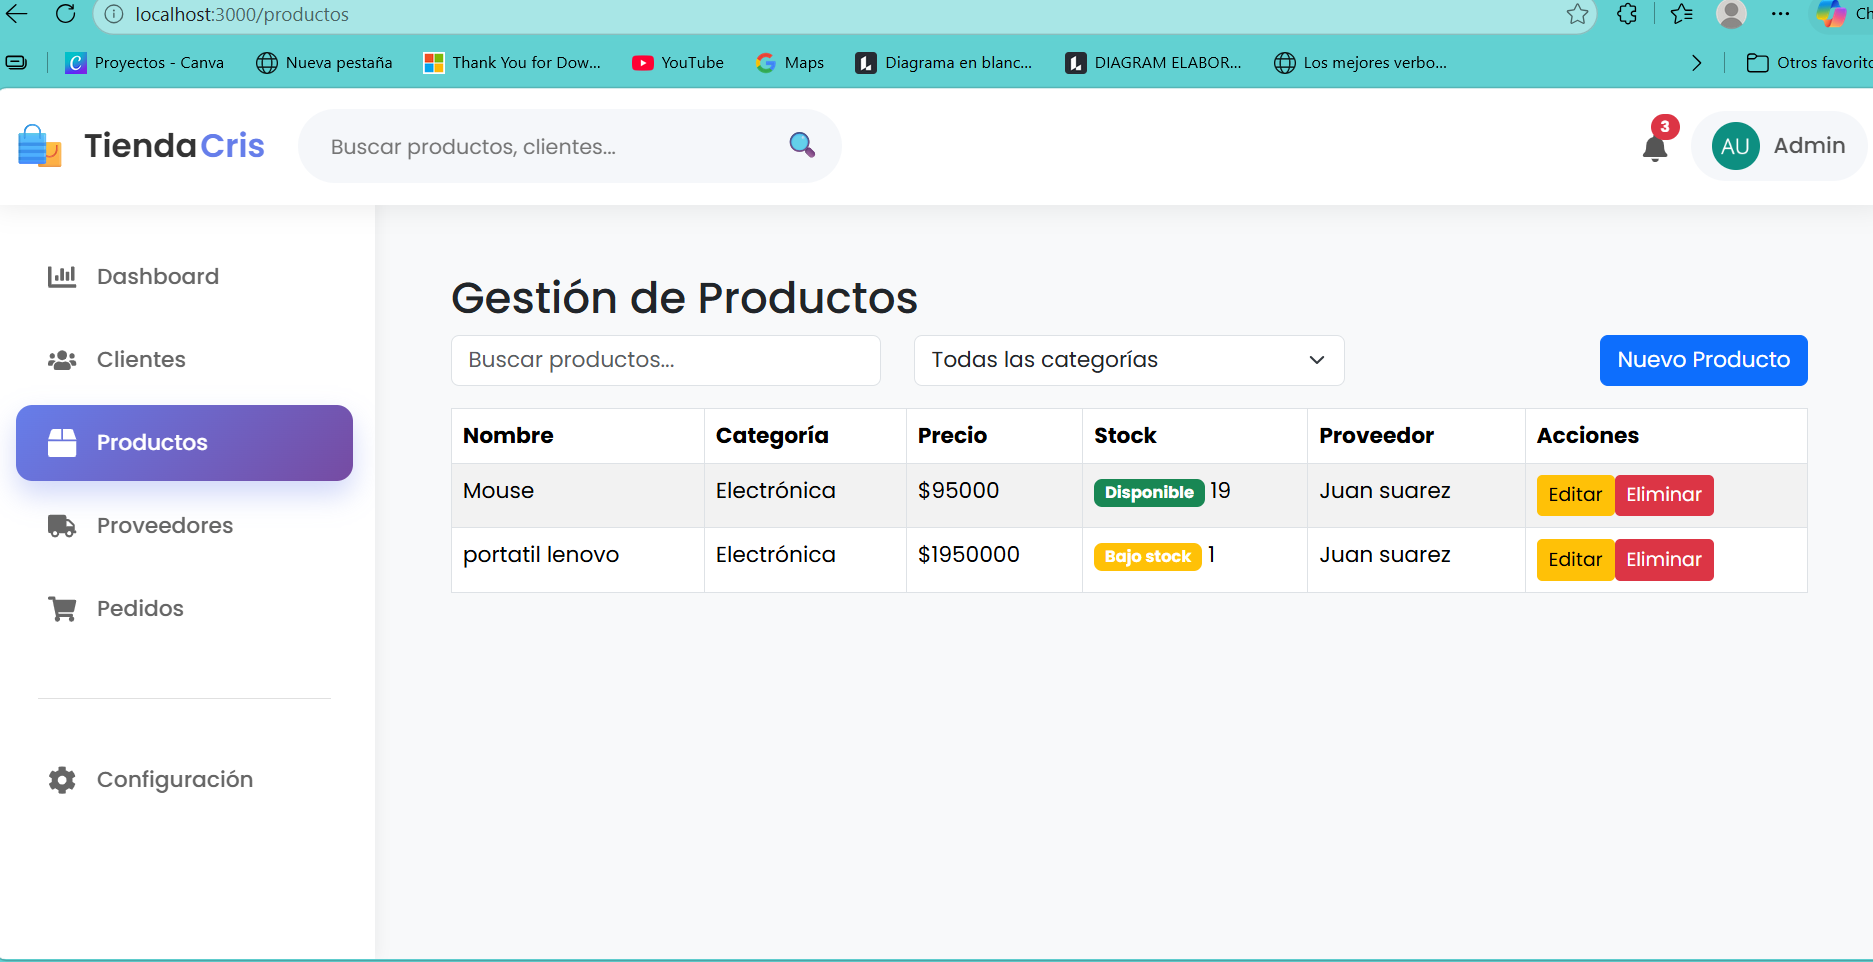 localhost:3000/productos
Ch
Proyectos - Canva
Nueva pestaña
Thank You for Dow...
YouTube
Maps
Diagrama en blanc...
DIAGRAM ELABOR...
Los mejores verbo...
Otros favorito
TiendaCris
Buscar productos, clientes...
3
AU
Admin
Dashboard
Clientes
Productos
Proveedores
Pedidos
Configuración
Gestión de Productos
Buscar productos...
Todas las categorías
Nuevo Producto
Nombre Categoría Precio Stock Proveedor Acciones
Mouse Electrónica $95000 Disponible 19 Juan suarez Editar Eliminar
portatil lenovo Electrónica $1950000 Bajo stock 1 Juan suarez Editar Eliminar